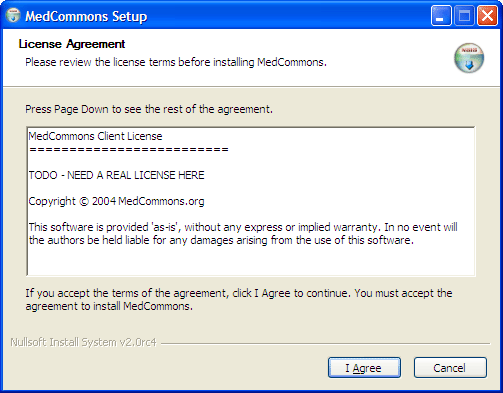 MedCommons Setup
License Agreement
Please review the license terms before installing MedCommons.
Press Page Down to see the rest of the agreement.
MedCommons Client License
=========================
TODO - NEED A REAL LICENSE HERE
Copyright © 2004 MedCommons.org
This software is provided 'as-is', without any express or implied warranty. In no event will
the authors be held liable for any damages arising from the use of this software.
If you accept the terms of the agreement, click I Agree to continue. You must accept the
agreement to install MedCommons.
Nullsoft Install System v2.0rc4
I Agree
Cancel